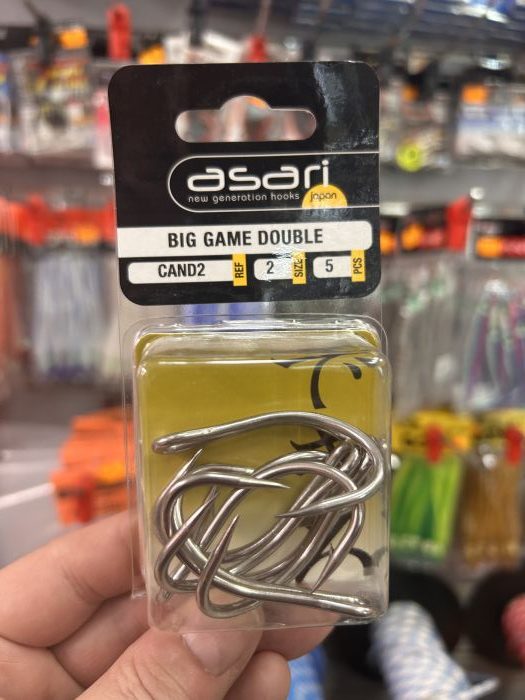 asari
new generation hooks japan
BIG GAME DOUBLE
CAND2 REF 2 SIZE 5 PCS